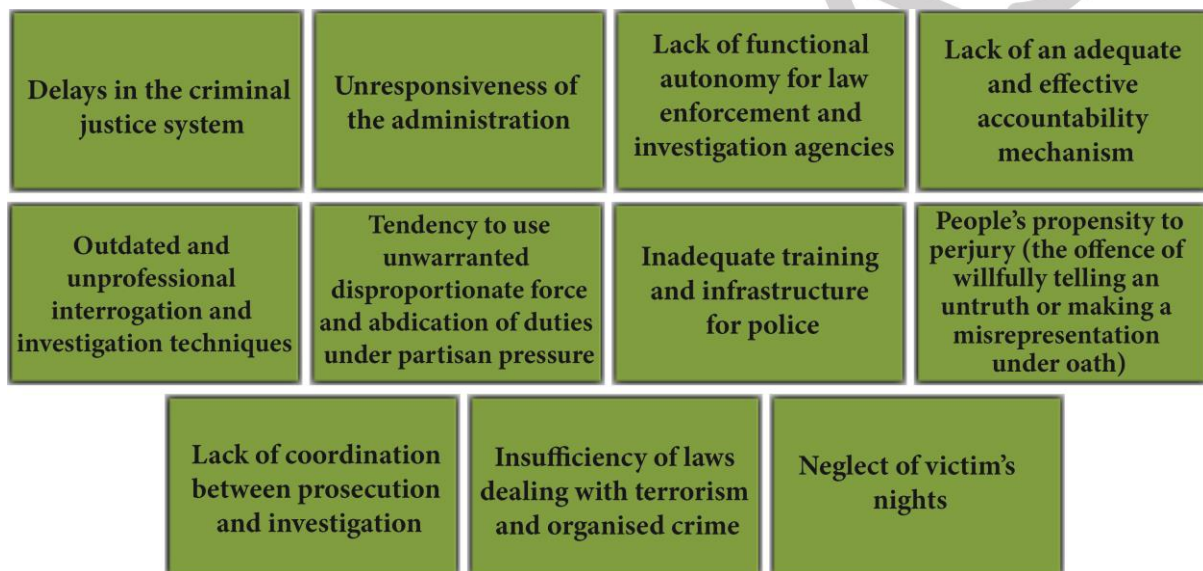 Delays in the criminal
justice system
Unresponsiveness of
the administration
Lack of functional
autonomy for law
enforcement and
investigation agencies
Lack of an adequate
and effective
accountability
mechanism
Outdated and
unprofessional
interrogation and
investigation techniques
Tendency to use
unwarranted
disproportionate force
and abdication of duties
under partisan pressure
Inadequate training
and infrastructure
for police
People's propensity to
perjury (the offence of
willfully telling an
untruth or making a
misrepresentation
under oath)
Lack of coordination
between prosecution
and investigation
Insufficiency of laws
dealing with terrorism
and organised crime
Neglect of victim's
nights